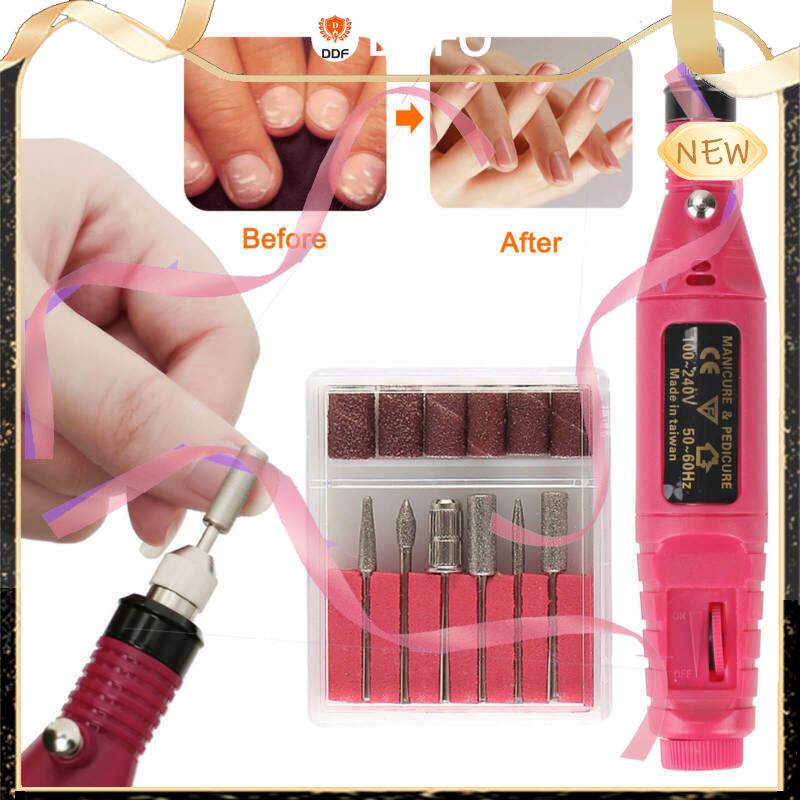 DDF
NEW
Before
After
MANICURE & PEDICURE
CE
100~240V 50~60Hz
Made in taiwan
ON
OFF